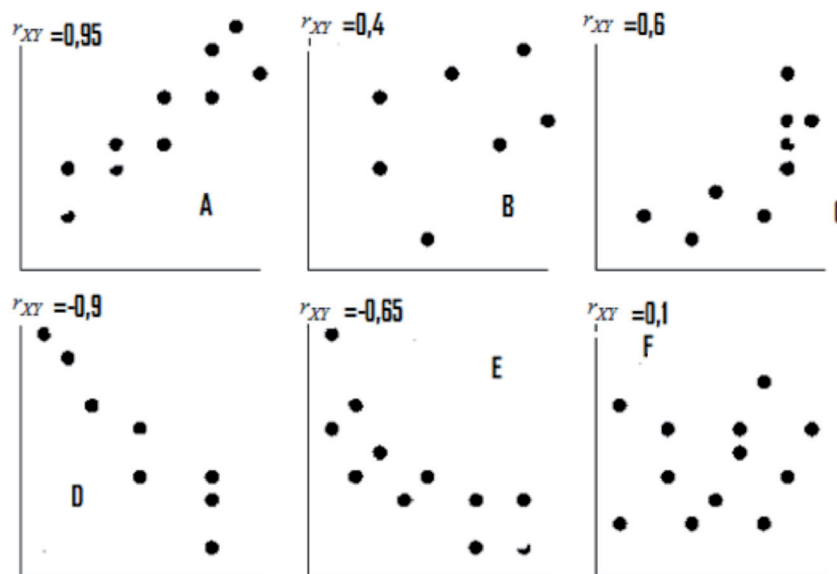 rXY =0,95
rXY =0,4
rXY =0,6
A
B
rXY =-0,9
rXY =-0,65
rXY =0,1
F
E
D